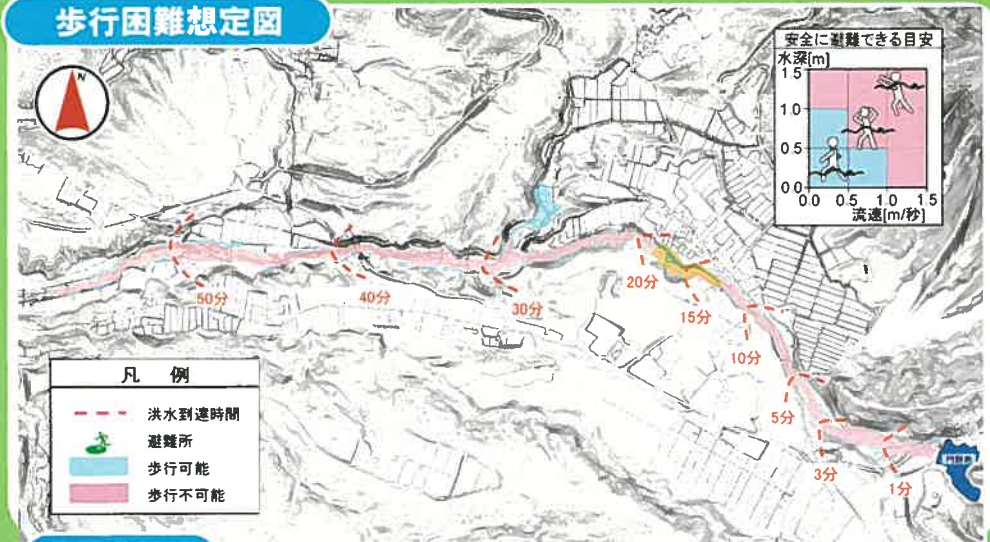 歩行困難想定図
N
安全に避難できる目安
水深[m]
1.5
1.0
0.5
0.0
0.0 0.5 1.0 1.5
流速[m/秒]
50分
40分
30分
20分
15分
10分
5分
3分
1分
凡 例
洪水到達時間
避難所
歩行可能
歩行不可能